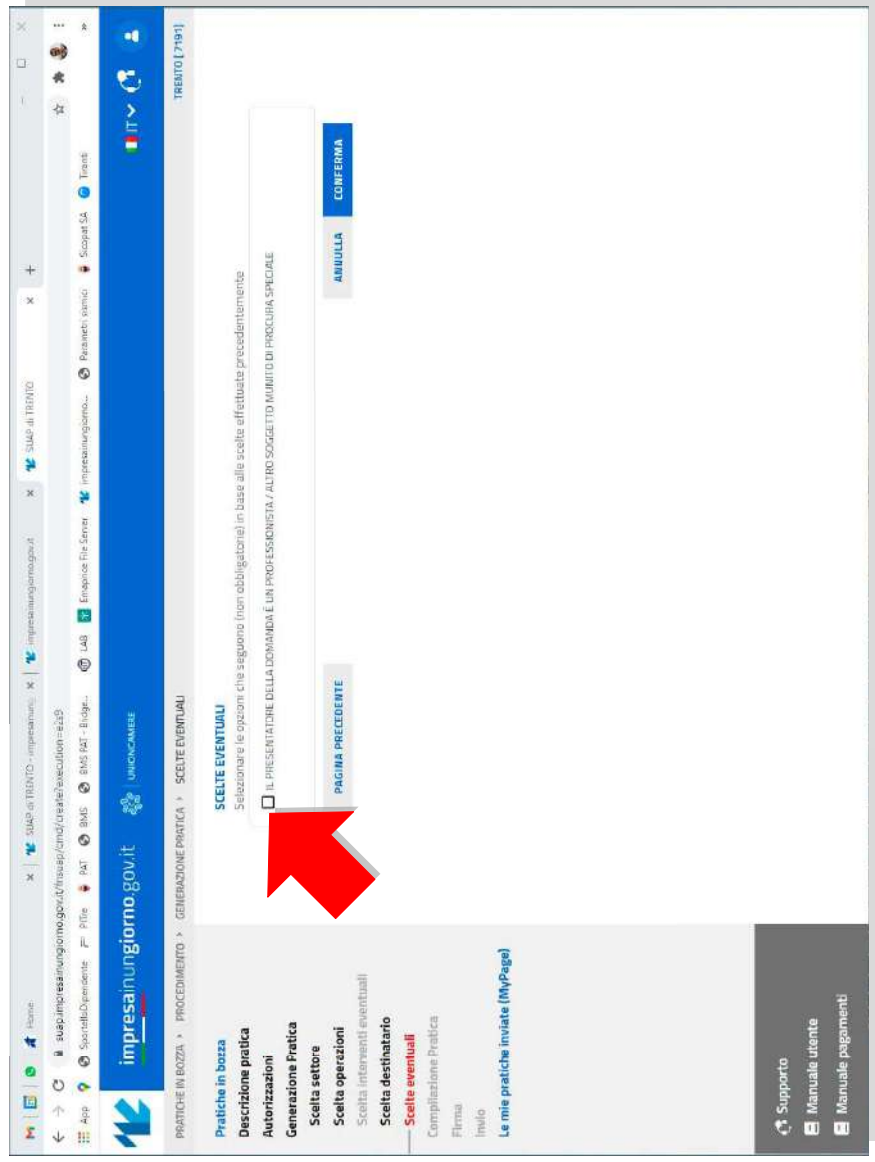 Home
SUAP di TRENTO - impresainung
impresainungiorno.gov.it
SUAP di TRENTO
suap.impresainungiorno.gov.it/fnsuap/cmd/create?execution=e2s9
App
SportelloDipendente
PITre
PAT
BMS
BMS PAT - Bridge...
LAB
Emaprice File Server
impresainungiorno...
Parametri sismici
Sicopat SA
Tiranti
impresainungiorno.gov.it
UNIONCAMERE
IT
PRATICHE IN BOZZA > PROCEDIMENTO > GENERAZIONE PRATICA > SCELTE EVENTUALI
TRENTO [ 7191]
Pratiche in bozza
Descrizione pratica
Autorizzazioni
Generazione Pratica
Scelta settore
Scelta operazioni
Scelta interventi eventuali
Scelta destinatario
Scelte eventuali
Compilazione Pratica
Firma
Invio
Le mie pratiche inviate (MyPage)
SCELTE EVENTUALI
Selezionare le opzioni che seguono (non obbligatorie) in base alle scelte effettuate precedentemente
IL PRESENTATORE DELLA DOMANDA È UN PROFESSIONISTA / ALTRO SOGGETTO MUNITO DI PROCURA SPECIALE
PAGINA PRECEDENTE
ANNULLA
CONFERMA
Supporto
Manuale utente
Manuale pagamenti